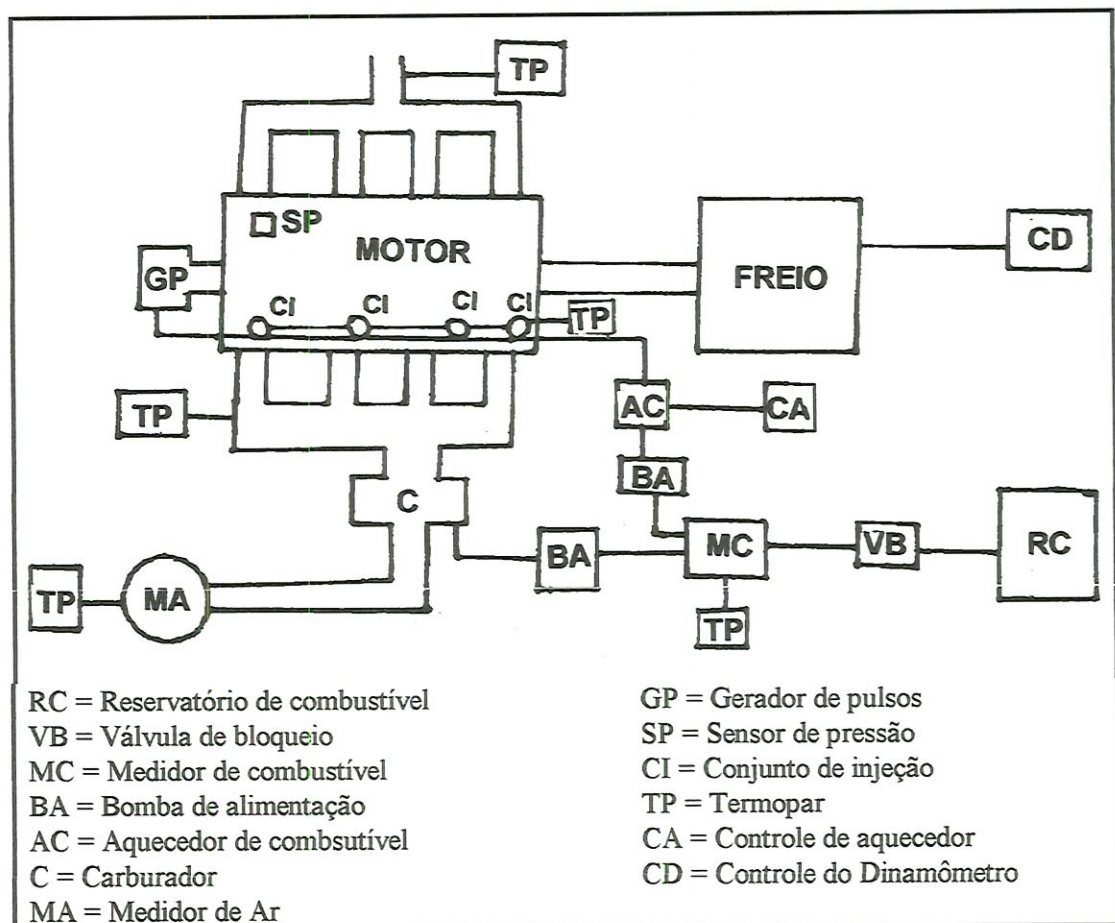 TP
SP
MOTOR
GP
CI CI CI CI
TP
FREIO
CD
TP
AC
CA
BA
C
BA
MC
VB
RC
TP
MA
TP
RC = Reservatório de combustível
VB = Válvula de bloqueio
MC = Medidor de combustível
BA = Bomba de alimentação
AC = Aquecedor de combsutível
C = Carburador
MA = Medidor de Ar
GP = Gerador de pulsos
SP = Sensor de pressão
CI = Conjunto de injeção
TP = Termopar
CA = Controle de aquecedor
CD = Controle do Dinamômetro